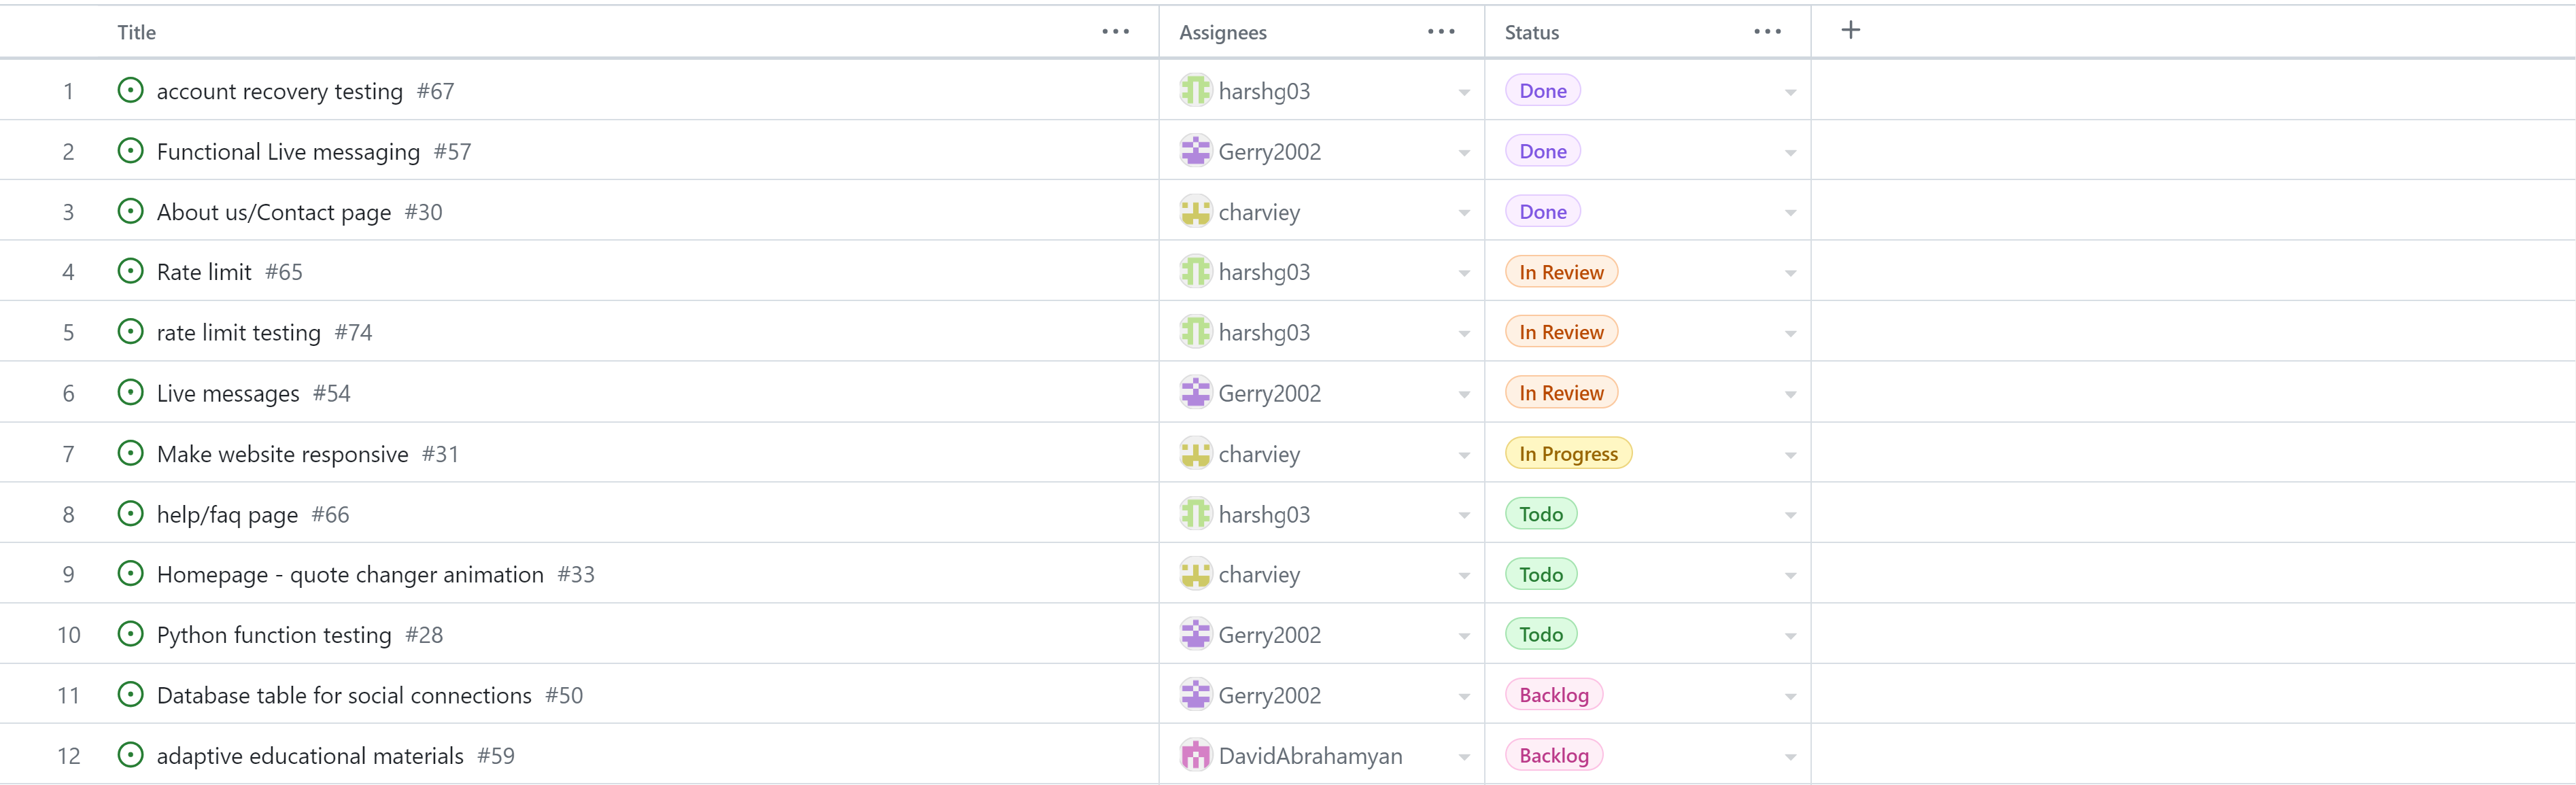 Title ... Assignees ... Status ... +
1 account recovery testing #67 harshg03 Done
2 Functional Live messaging #57 Gerry2002 Done
3 About us/Contact page #30 charviey Done
4 Rate limit #65 harshg03 In Review
5 rate limit testing #74 harshg03 In Review
6 Live messages #54 Gerry2002 In Review
7 Make website responsive #31 charviey In Progress
8 help/faq page #66 harshg03 Todo
9 Homepage - quote changer animation #33 charviey Todo
10 Python function testing #28 Gerry2002 Todo
11 Database table for social connections #50 Gerry2002 Backlog
12 adaptive educational materials #59 DavidAbrahamyan Backlog